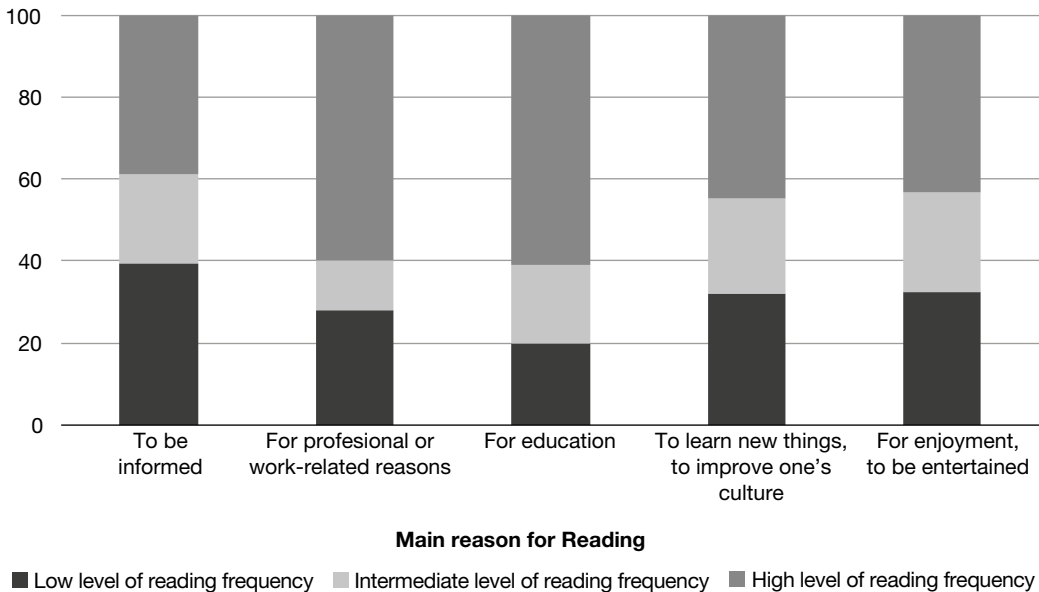 100
80
60
40
20
0
To be
informed
For profesional or
work-related reasons
For education
To learn new things,
to improve one's
culture
For enjoyment,
to be entertained
Main reason for Reading
Low level of reading frequency
Intermediate level of reading frequency
High level of reading frequency